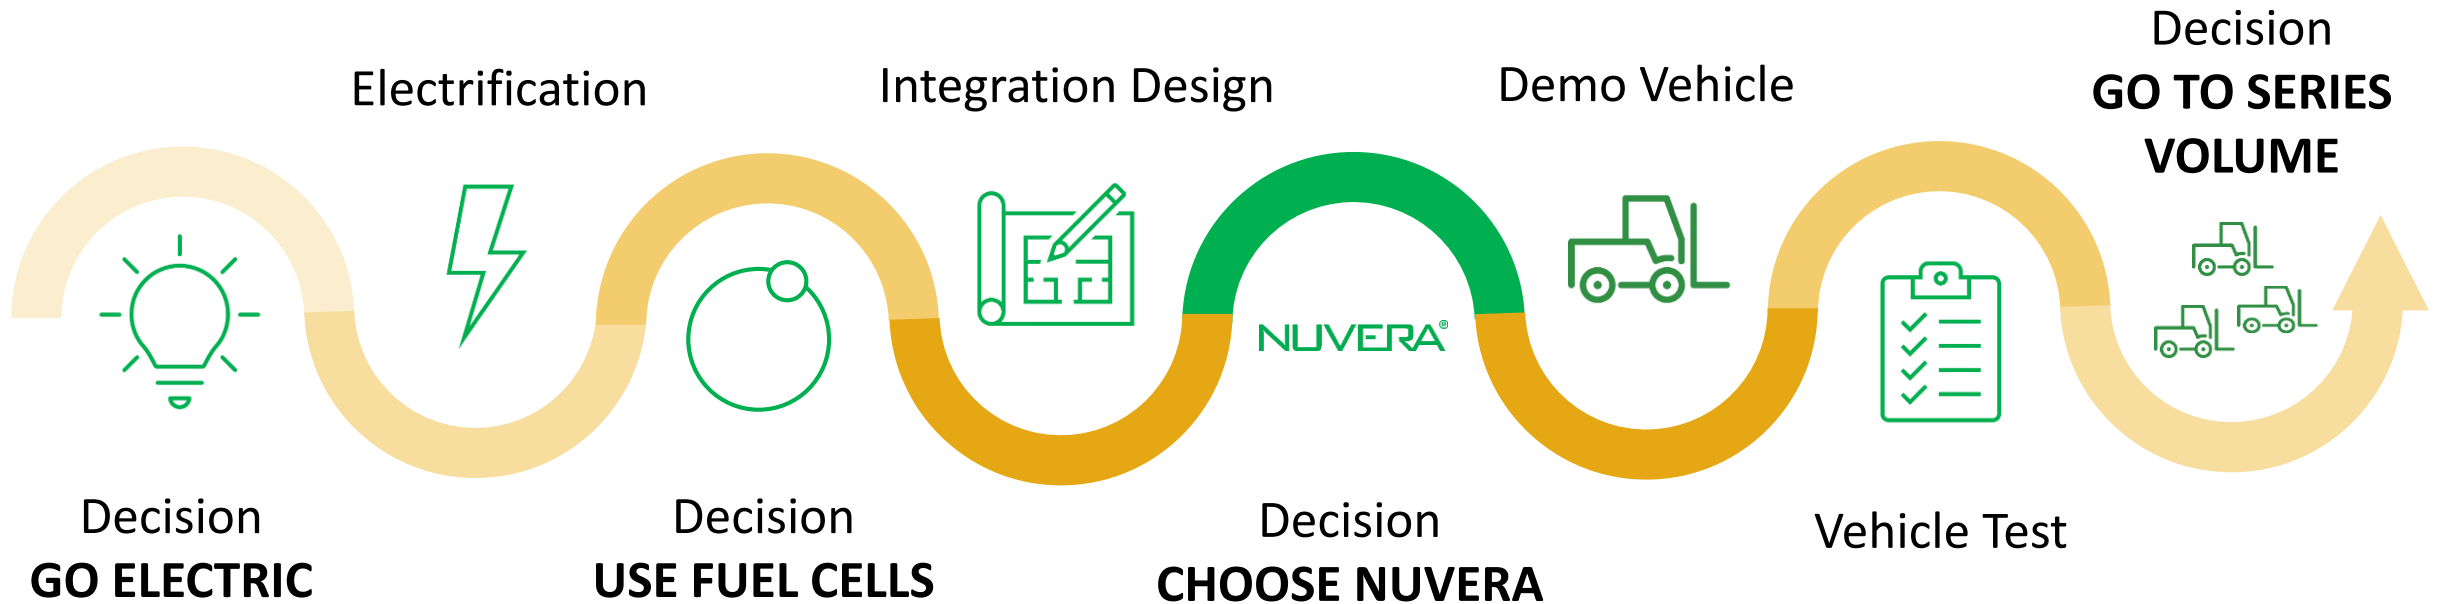 Decision
GO ELECTRIC
Electrification
Decision
USE FUEL CELLS
Integration Design
NUVERA®
Decision
CHOOSE NUVERA
Demo Vehicle
Vehicle Test
Decision
GO TO SERIES
VOLUME